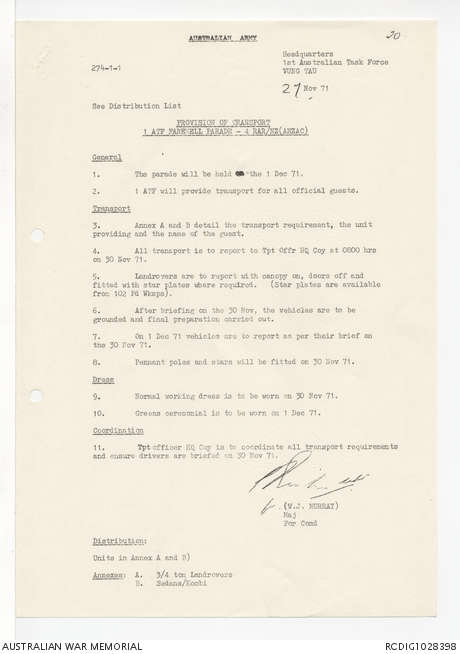 AUSTRALIAN ARMY
20
274-1-1
Headquarters
1st Australian Task Force
VUNG TAU
27 Nov 71
See Distribution List
PROVISION OF TRANSPORT
1 ATF FAREWELL PARADE - 4 RAR/NZ(ANZAC)
General
1. The parade will be held on the 1 Dec 71.
2. 1 ATF will provide transport for all official guests.
Transport
3. Annex A and B detail the transport requirement, the unit
providing and the name of the guest.
4. All transport is to report to Tpt Offr HQ Coy at 0800 hrs
on 30 Nov 71.
5. Landrovers are to report with canopy on, doors off and
fitted with star plates where required. (Star plates are available
from 102 Fd Wksps).
6. After briefing on the 30 Nov, the vehicles are to be
grounded and final preparation carried out.
7. On 1 Dec 71 vehicles are to report as per their brief on
the 30 Nov 71.
8. Pennant poles and stars will be fitted on 30 Nov 71.
Dress
9. Normal working dress is to be worn on 30 Nov 71.
10. Greens ceremonial is to be worn on 1 Dec 71.
Coordination
11. Tpt officer HQ Coy is to coordinate all transport requirements
and ensure drivers are briefed on 30 Nov 71.
(W.J. MURRAY)
Maj
For Comd
Distribution:
Units in Annex A and B)
Annexes: A. 3/4 ton Landrovers
B. Sedans/Kombi
AUSTRALIAN WAR MEMORIAL
RCDIG1028398